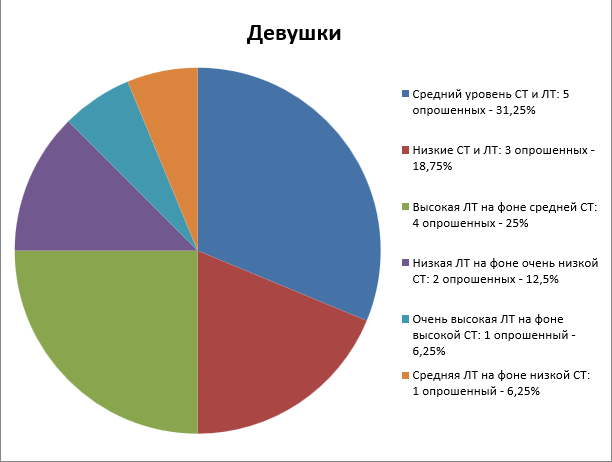 Девушки
Средний уровень СТ и ЛТ: 5
опрошенных - 31,25%
Низкие СТ и ЛТ: 3 опрошенных -
18,75%
Высокая ЛТ на фоне средней СТ:
4 опрошенных - 25%
Низкая ЛТ на фоне очень низкой
СТ: 2 опрошенных - 12,5%
Очень высокая ЛТ на фоне
высокой СТ: 1 опрошенный -
6,25%
Средняя ЛТ на фоне низкой СТ:
1 опрошенный - 6,25%